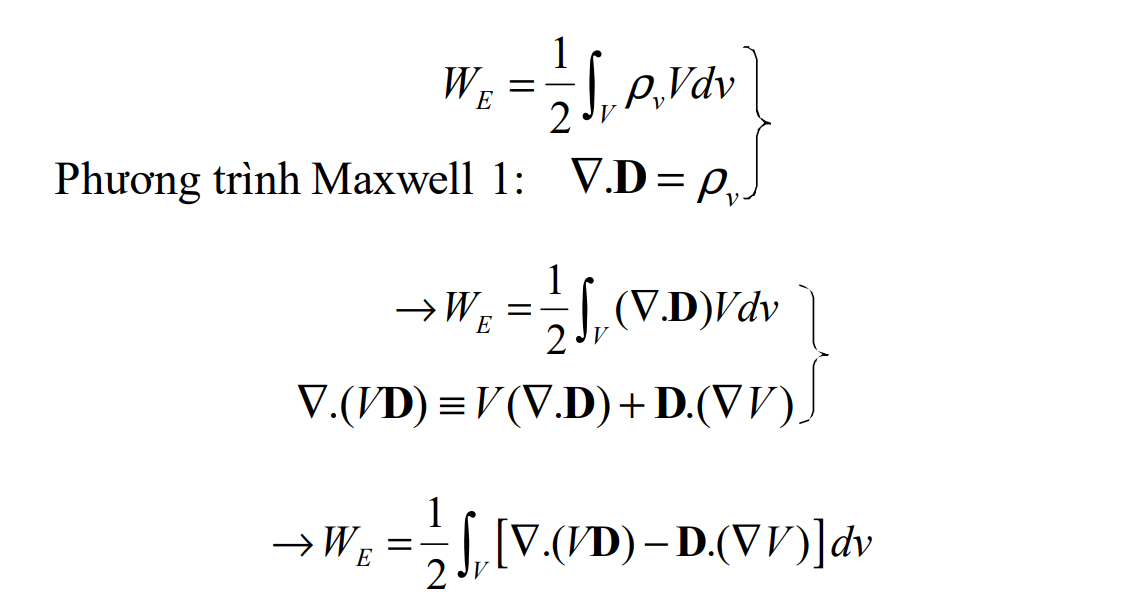 W_E = 1/2 ∫_V ρ_v V dv
Phương trình Maxwell 1: ∇.D = ρ_v
→ W_E = 1/2 ∫_V (∇.D)V dv
∇.(VD) ≡ V(∇.D) + D.(∇V)
→ W_E = 1/2 ∫_V [∇.(VD) − D.(∇V)] dv